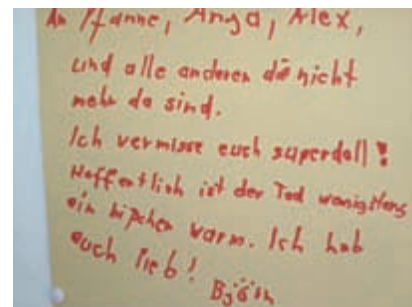 An Hanne, Anya, Alex,
und alle anderen die nicht
mehr da sind.
Ich vermisse euch superdoll!
Hoffentlich ist der Tod wenigstens
ein bißchen warm. Ich hab
euch lieb!
Björn